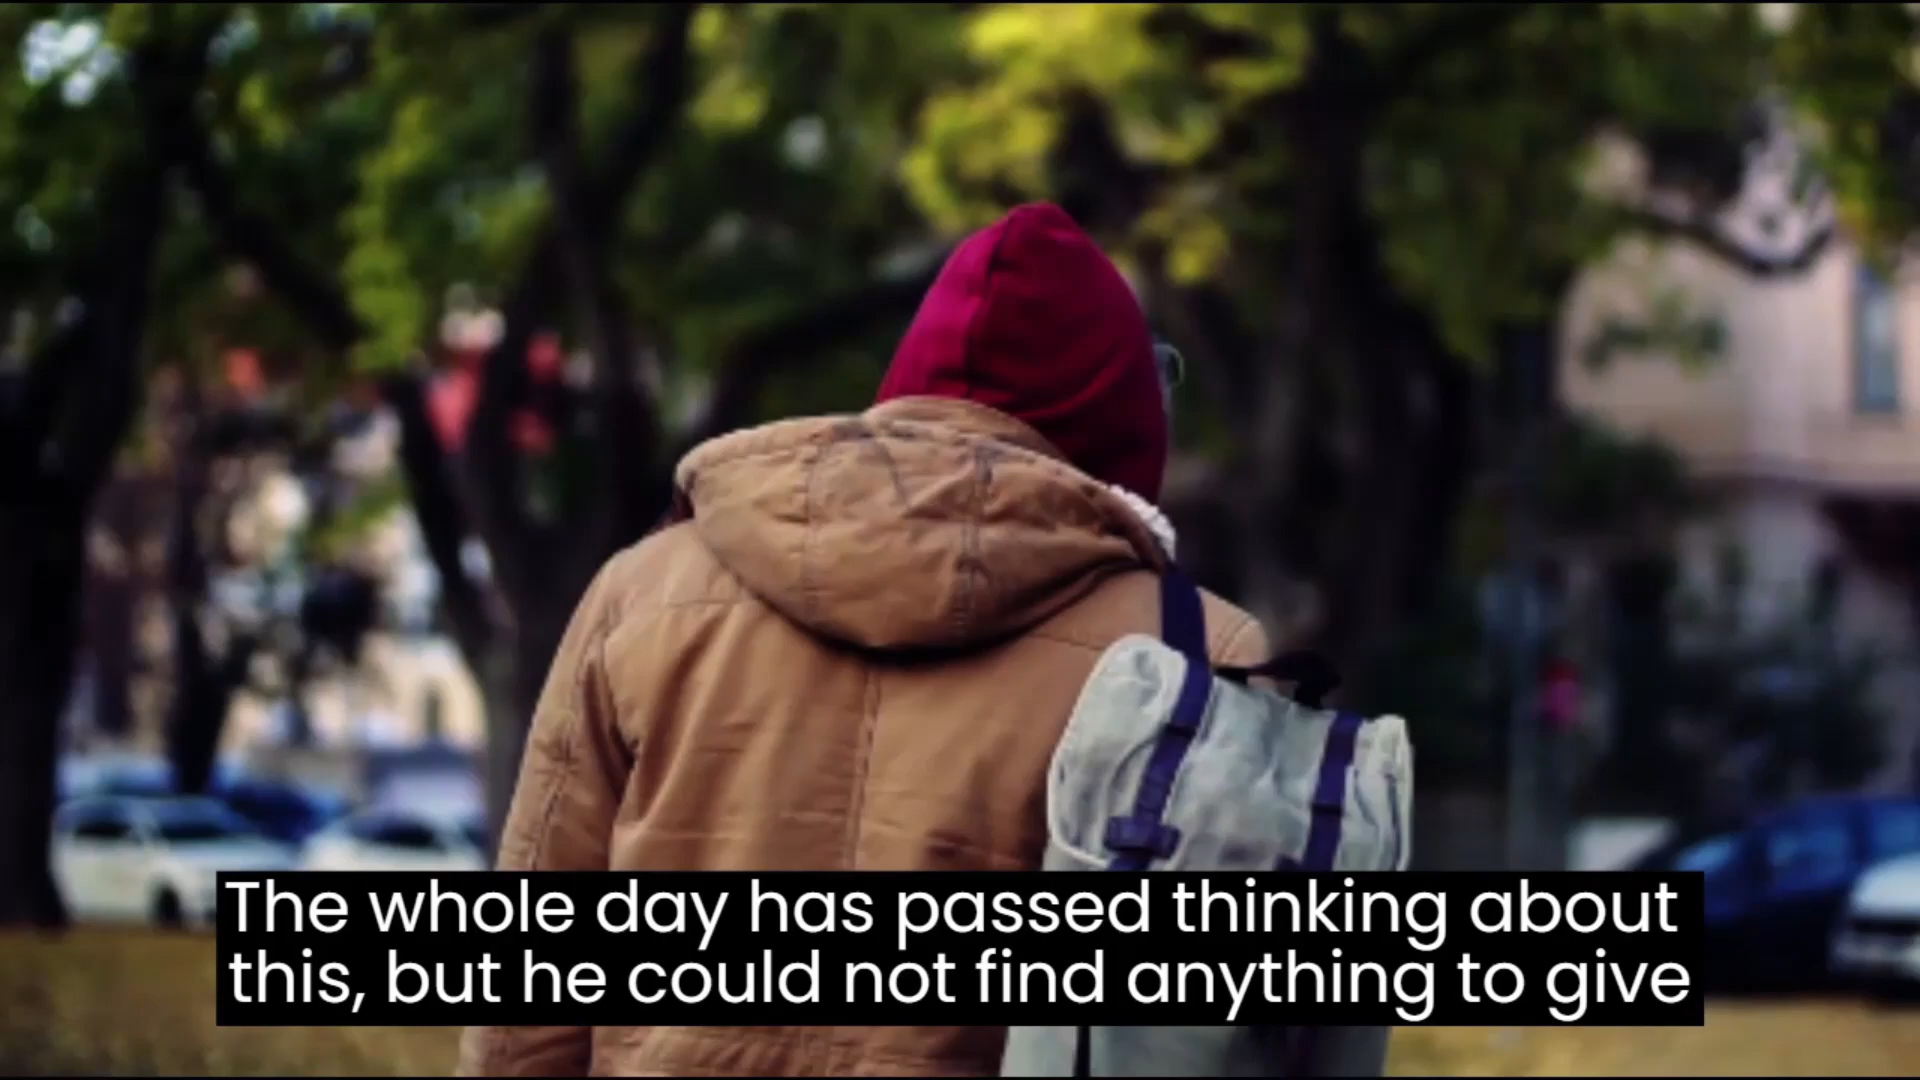 The whole day has passed thinking about
this, but he could not find anything to give